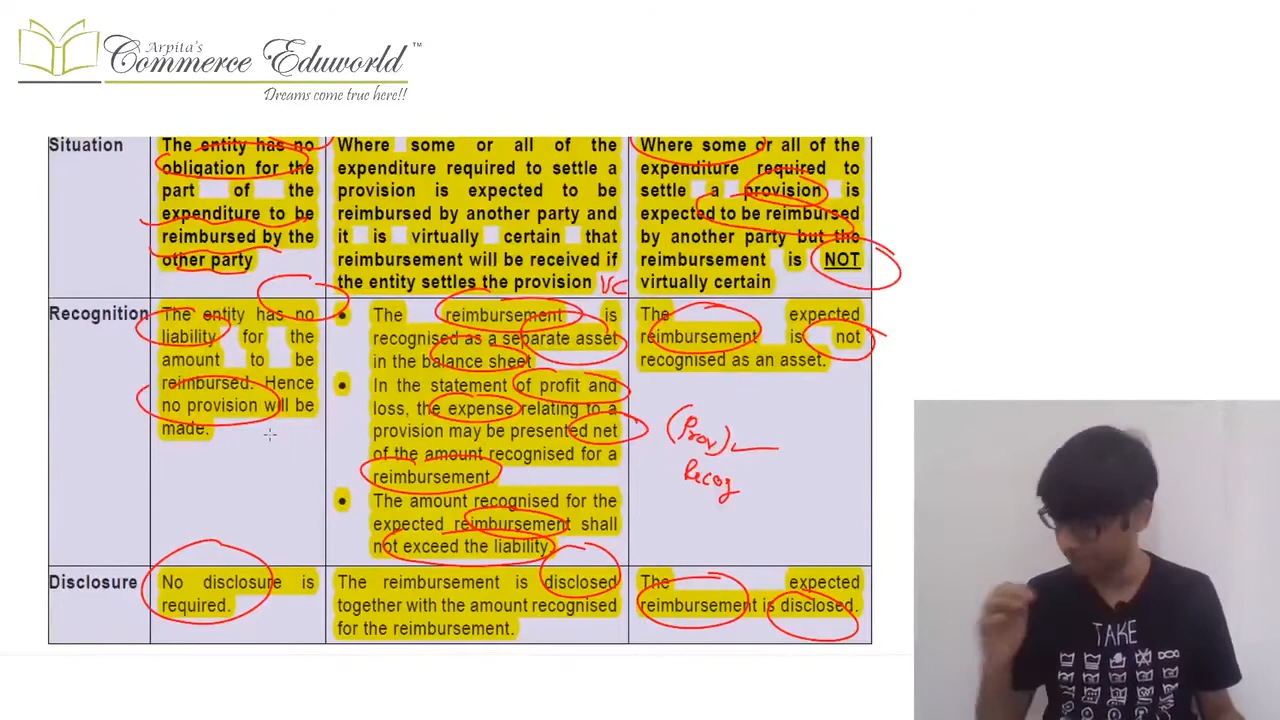 Arpita's
Commerce Eduworld™
Dreams come true here!!
Situation
The entity has no
obligation for the
part of the
expenditure to be
reimbursed by the
other party
Where some or all of the
expenditure required to settle a
provision is expected to be
reimbursed by another party and
it is virtually certain that
reimbursement will be received if
the entity settles the provision VC
Where some or all of the
expenditure required to
settle a provision is
expected to be reimbursed
by another party but the
reimbursement is NOT
virtually certain
Recognition
The entity has no
liability for the
amount to be
reimbursed. Hence
no provision will be
made.
• The reimbursement is
recognised as a separate asset
in the balance sheet
• In the statement of profit and
loss, the expense relating to a
provision may be presented net
of the amount recognised for a
reimbursement.
• The amount recognised for the
expected reimbursement shall
not exceed the liability
The expected
reimbursement is not
recognised as an asset.
(Prov)
Recog
Disclosure
No disclosure is
required.
The reimbursement is disclosed
together with the amount recognised
for the reimbursement.
The expected
reimbursement is disclosed.
TAKE